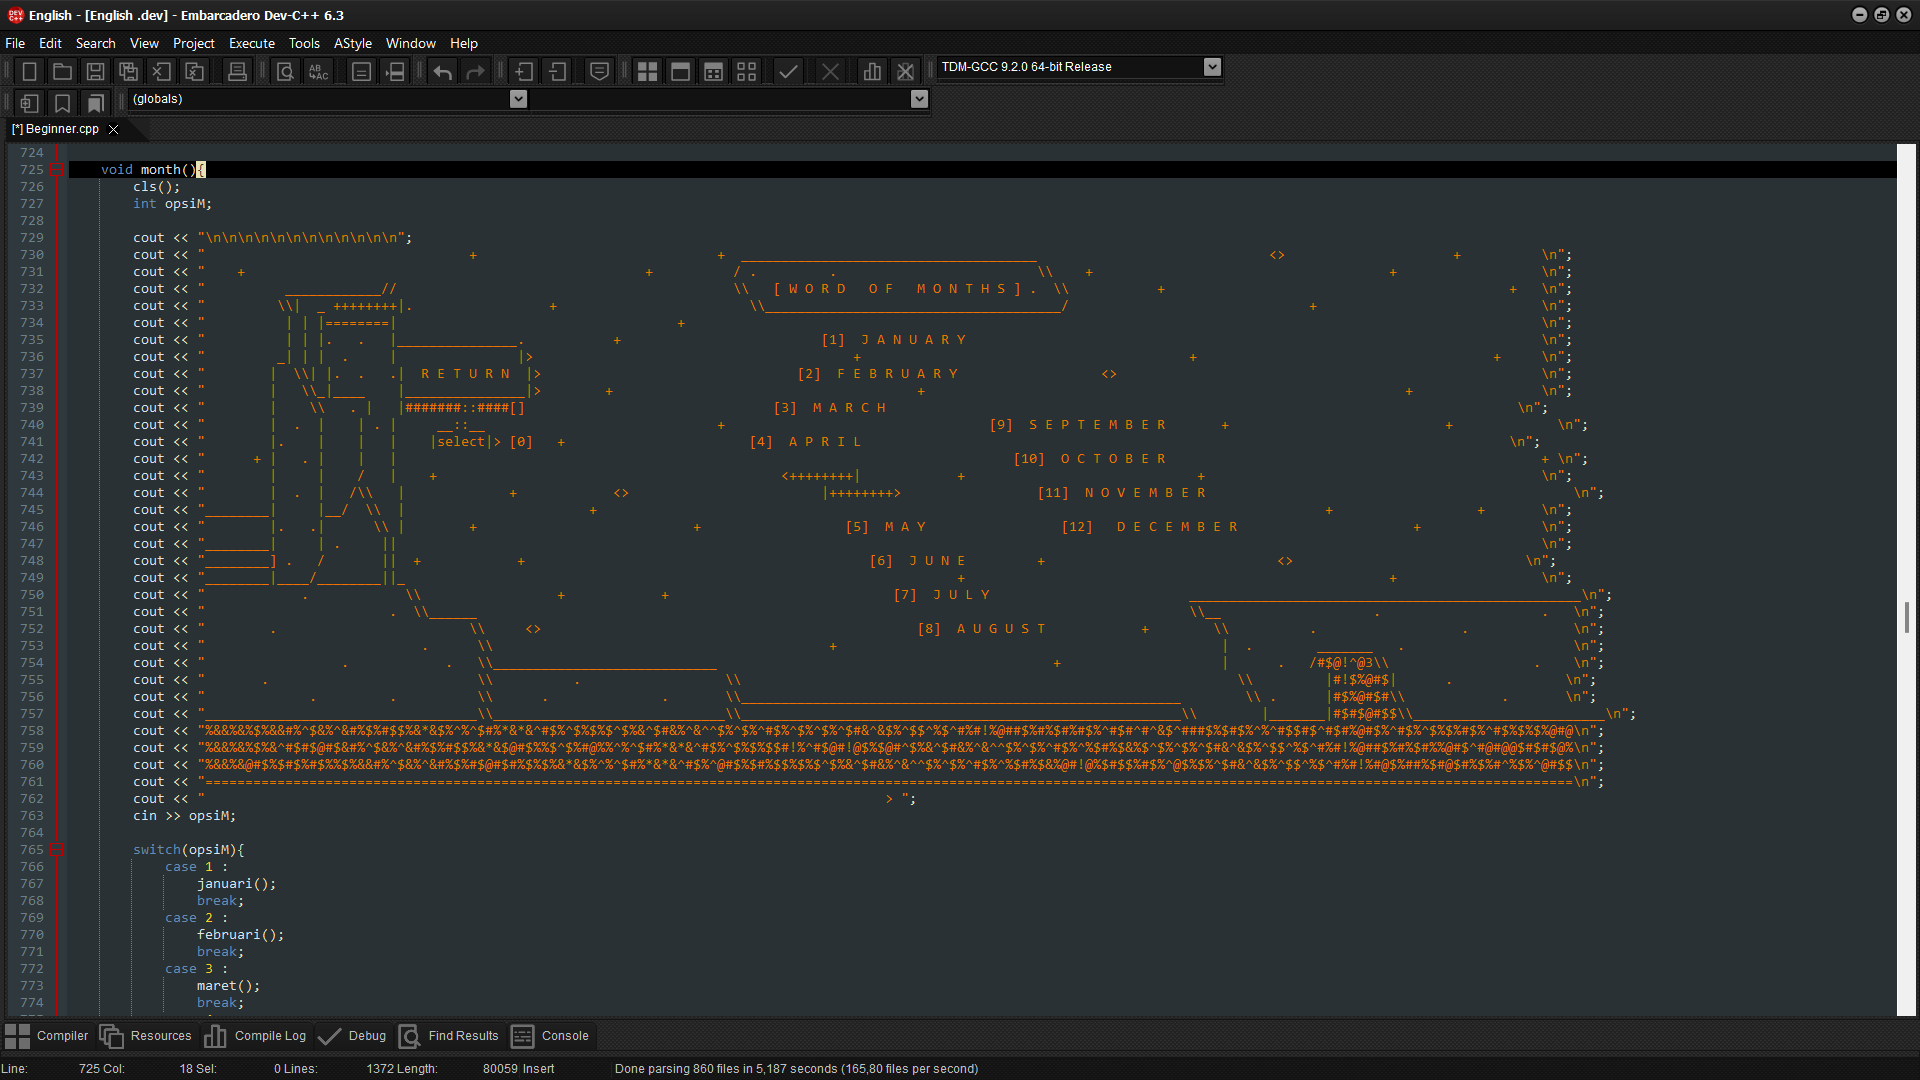 English - [English .dev] - Embarcadero Dev-C++ 6.3
File Edit Search View Project Execute Tools AStyle Window Help
TDM-GCC 9.2.0 64-bit Release
(globals)
[*] Beginner.cpp
724
725 void month(){
726 cls();
727 int opsiM;
728
729 cout << "\n\n\n\n\n\n\n\n\n\n\n\n";
730 cout << " + + _____________________________________ <> + \n";
731 cout << " + + / . . \\ + + \n";
732 cout << " ____________// \\ [ W O R D  O F  M O N T H S ] . \\ + + \n";
733 cout << " \\| _ ++++++++|. + \\_____________________________________/ + \n";
734 cout << " | | |========| + \n";
735 cout << " | | |. . |_______________. + [1] J A N U A R Y \n";
736 cout << " _| | | . | |> + + + \n";
737 cout << " | \\| |. . .| R E T U R N |> [2] F E B R U A R Y <> \n";
738 cout << " | \\_|____ |_______________|> + + + \n";
739 cout << " | \\ . | |#######::####[] [3] M A R C H \n";
740 cout << " | . | | . | __::__ + [9] S E P T E M B E R + + \n";
741 cout << " |. | | | |select|> [0] + [4] A P R I L \n";
742 cout << " + | . | | | [10] O C T O B E R + \n";
743 cout << " | | / | + <++++++++| + + \n";
744 cout << " | . | /\\ | + <> |++++++++> [11] N O V E M B E R \n";
745 cout << "________| |__/ \\ | + + + \n";
746 cout << " |. .| \\ | + + [5] M A Y [12] D E C E M B E R + \n";
747 cout << "________| | . || \n";
748 cout << "________] . / || + + [6] J U N E + <> \n";
749 cout << "________|____/________||_ + + \n";
750 cout << " . \\ + + [7] J U L Y _________________________________________________\n";
751 cout << " . \\______ \\__ . . \n";
752 cout << " . \\ <> [8] A U G U S T + \\ . . \n";
753 cout << " . \\ + | . _______ . \n";
754 cout << " . . \\____________________________ + | . /#$@!^@3\\ . \n";
755 cout << " . \\ . \\ \\ |#!$%@#$| . \n";
756 cout << " . . \\ . . \\_______________________________________________________ \\ . |#$%@#$#\\ . \n";
757 cout << "__________________________________\\_____________________________\\_______________________________________________________\\ |_______|#$#$@#$$\\________________________\n";
758 cout <<
759 cout <<
760 cout <<
761 cout << "===========================================================================================================================================================================\n";
762 cout << " > ";
763 cin >> opsiM;
764
765 switch(opsiM){
766 case 1 :
767 januari();
768 break;
769 case 2 :
770 februari();
771 break;
772 case 3 :
773 maret();
774 break;
Compiler Resources Compile Log Debug Find Results Console
Line: 725 Col: 18 Sel: 0 Lines: 1372 Length: 80059 Insert Done parsing 860 files in 5,187 seconds (165,80 files per second)